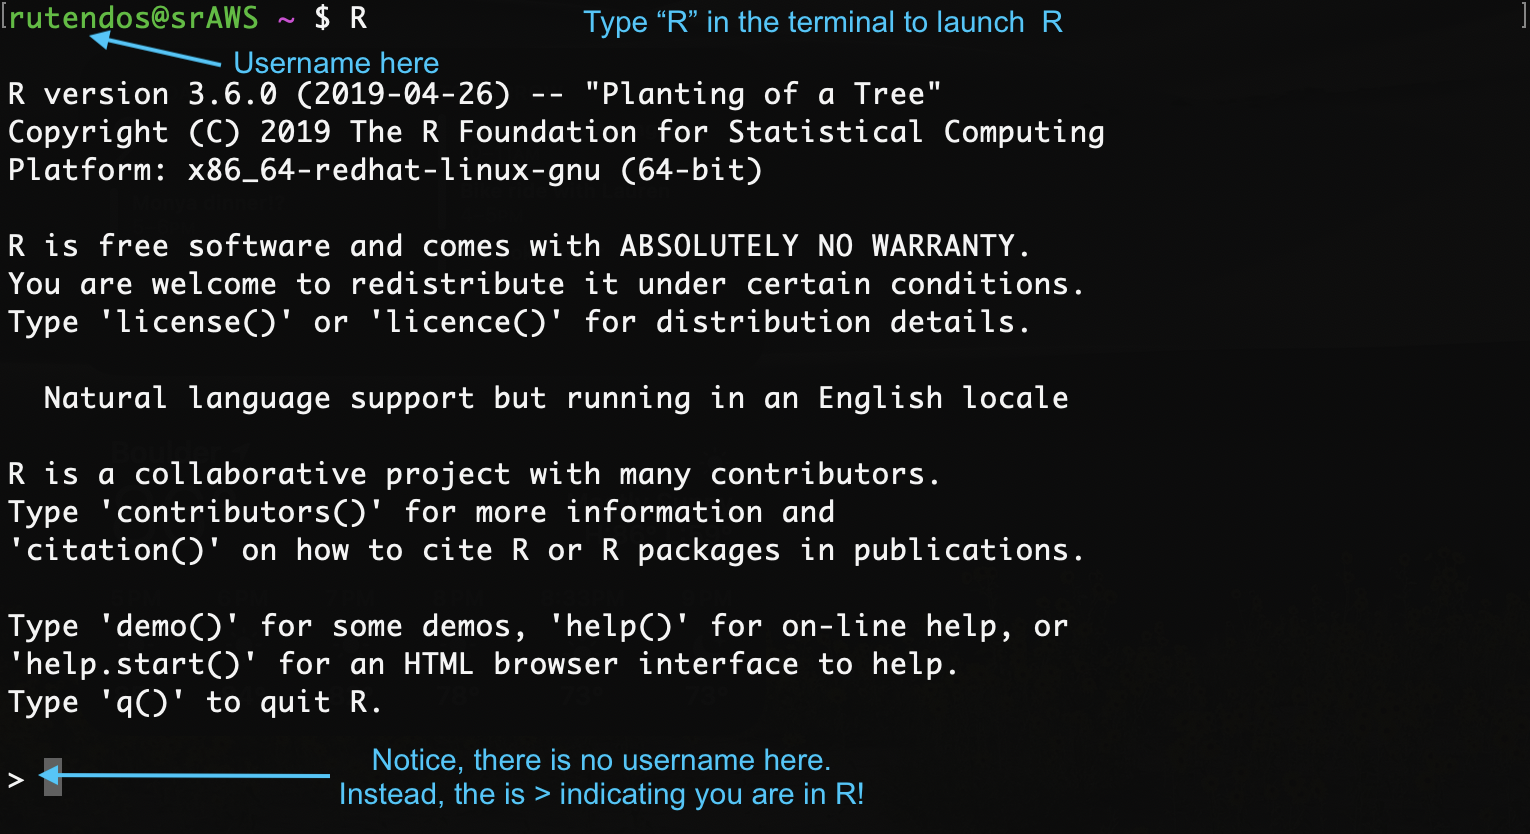 [rutendos@srAWS ~ $ R ]
Type “R” in the terminal to launch  R
Username here
R version 3.6.0 (2019-04-26) -- "Planting of a Tree"
Copyright (C) 2019 The R Foundation for Statistical Computing
Platform: x86_64-redhat-linux-gnu (64-bit)

R is free software and comes with ABSOLUTELY NO WARRANTY.
You are welcome to redistribute it under certain conditions.
Type 'license()' or 'licence()' for distribution details.

  Natural language support but running in an English locale

R is a collaborative project with many contributors.
Type 'contributors()' for more information and
'citation()' on how to cite R or R packages in publications.

Type 'demo()' for some demos, 'help()' for on-line help, or
'help.start()' for an HTML browser interface to help.
Type 'q()' to quit R.

>
Notice, there is no username here.
Instead, the is > indicating you are in R!